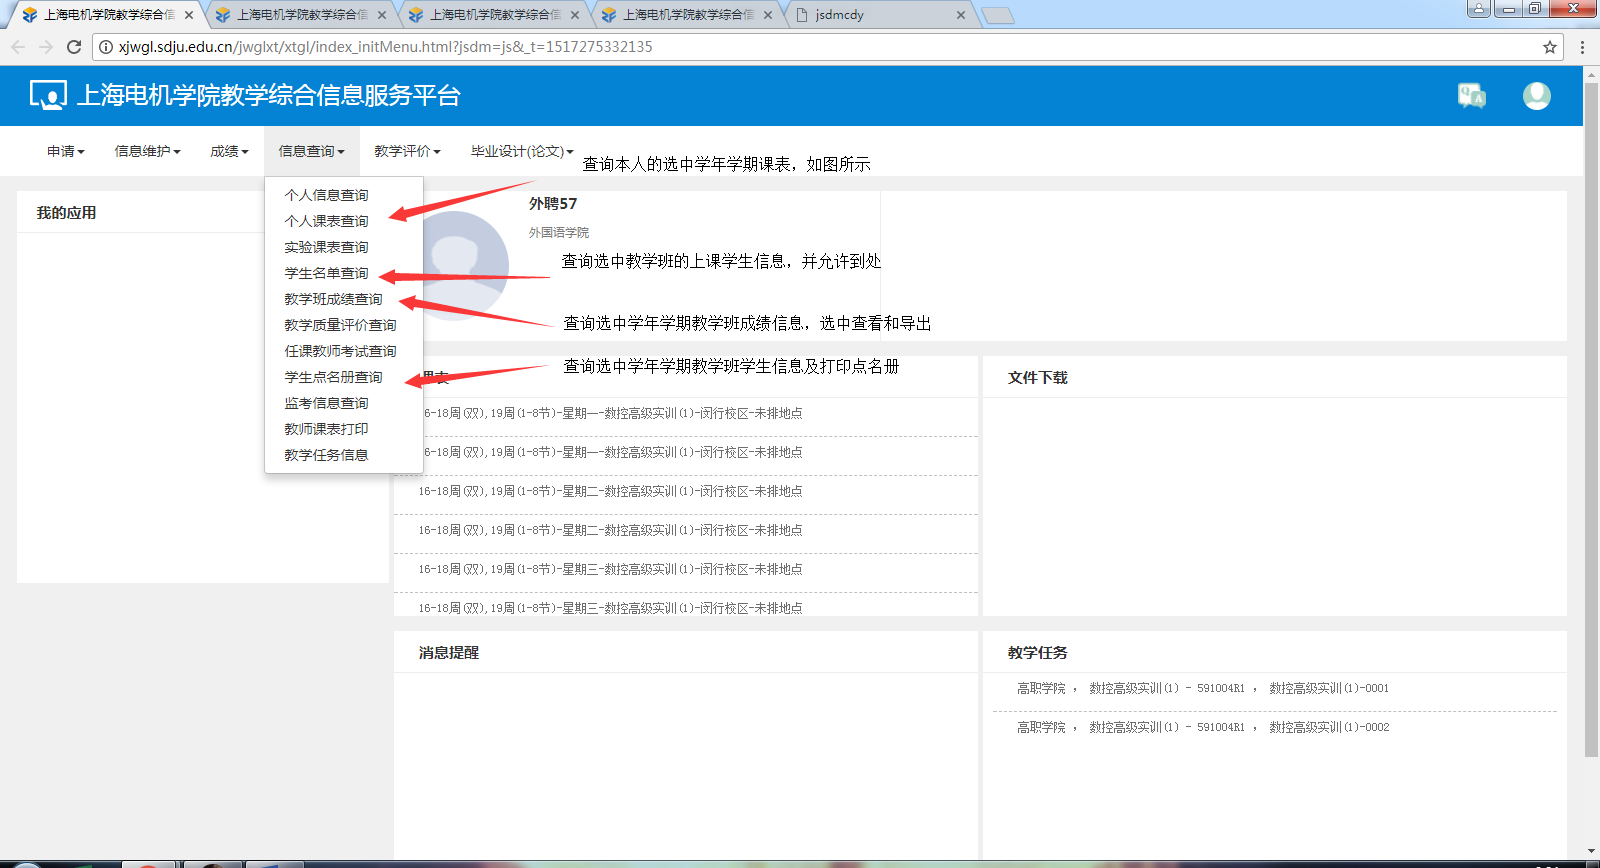 上海电机学院教学综合信
上海电机学院教学综合信
上海电机学院教学综合信
上海电机学院教学综合信
jsdmcdy
xjwgl.sdju.edu.cn/jwglxt/xtgl/index_initMenu.html?jsdm=js&_t=1517275332135
上海电机学院教学综合信息服务平台
申请 信息维护 成绩 信息查询 教学评价 毕业设计(论文)
查询本人的选中学年学期课表，如图所示
我的应用
个人信息查询
个人课表查询
实验课表查询
学生名单查询
教学班成绩查询
教学质量评价查询
任课教师考试查询
学生点名册查询
监考信息查询
教师课表打印
教学任务信息
外聘57
外国语学院
查询选中教学班的上课学生信息，并允许到处
查询选中学年学期教学班成绩信息，选中查看和导出
查询选中学年学期教学班学生信息及打印点名册
课表
16-18周(双),19周(1-8节)-星期一-数控高级实训(1)-闵行校区-未排地点
16-18周(双),19周(1-8节)-星期一-数控高级实训(1)-闵行校区-未排地点
16-18周(双),19周(1-8节)-星期二-数控高级实训(1)-闵行校区-未排地点
16-18周(双),19周(1-8节)-星期二-数控高级实训(1)-闵行校区-未排地点
16-18周(双),19周(1-8节)-星期三-数控高级实训(1)-闵行校区-未排地点
16-18周(双),19周(1-8节)-星期三-数控高级实训(1)-闵行校区-未排地点
文件下载
消息提醒
教学任务
高职学院 ， 数控高级实训(1) - 591004R1 ， 数控高级实训(1)-0001
高职学院 ， 数控高级实训(1) - 591004R1 ， 数控高级实训(1)-0002